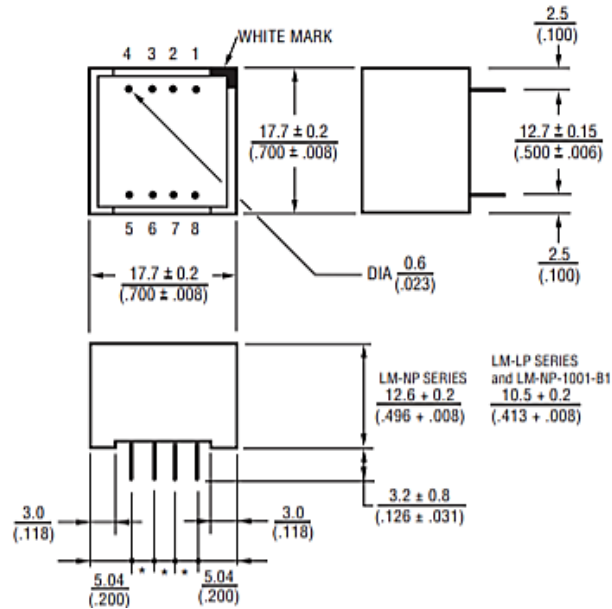 2.5
(.100)
WHITE MARK
4 3 2 1
17.7 ± 0.2
(.700 ± .008)
12.7 ± 0.15
(.500 ± .006)
5 6 7 8
2.5
(.100)
DIA 0.6
(.023)
17.7 ± 0.2
(.700 ± .008)
LM-NP SERIES
12.6 + 0.2
(.496 + .008)
LM-LP SERIES
and LM-NP-1001-B1
10.5 + 0.2
(.413 + .008)
3.2 ± 0.8
(.126 ± .031)
3.0
(.118)
3.0
(.118)
5.04
(.200)
* * *
5.04
(.200)